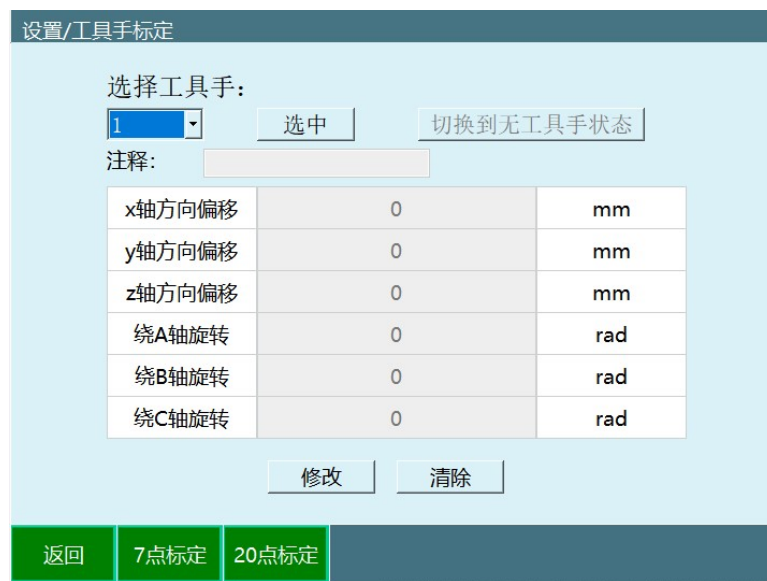 设置/工具手标定
选择工具手：
1 选中 切换到无工具手状态
注释:
x轴方向偏移 0 mm
y轴方向偏移 0 mm
z轴方向偏移 0 mm
绕A轴旋转 0 rad
绕B轴旋转 0 rad
绕C轴旋转 0 rad
修改 清除
返回 7点标定 20点标定